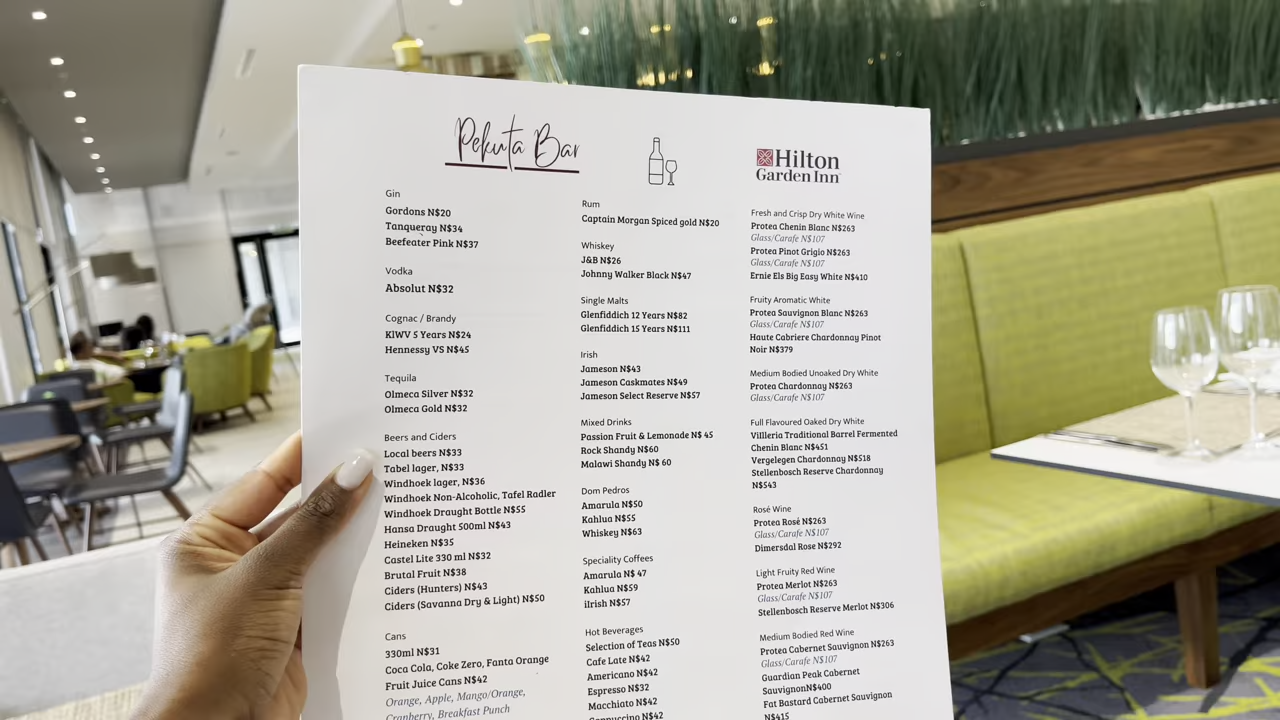 Pekuta Bar
Hilton
Garden Inn
Gin
Gordons N$20
Tanqueray N$34
Beefeater Pink N$37
Vodka
Absolut N$32
Cognac / Brandy
KlWV 5 Years N$24
Hennessy VS N$45
Tequila
Olmeca Silver N$32
Olmeca Gold N$32
Beers and Ciders
Local beers N$33
Tabel lager, N$33
Windhoek lager, N$36
Windhoek Non-Alcoholic, Tafel Radler
Windhoek Draught Bottle N$55
Hansa Draught 500ml N$43
Heineken N$35
Castel Lite 330 ml N$32
Brutal Fruit N$38
Ciders (Hunters) N$43
Ciders (Savanna Dry & Light) N$50
Cans
330ml N$31
Coca Cola, Coke Zero, Fanta Orange
Fruit Juice Cans N$42
Orange, Apple, Mango/Orange,
Cranberry, Breakfast Punch
Rum
Captain Morgan Spiced gold N$20
Whiskey
J&B N$26
Johnny Walker Black N$47
Single Malts
Glenfiddich 12 Years N$82
Glenfiddich 15 Years N$111
Irish
Jameson N$43
Jameson Caskmates N$49
Jameson Select Reserve N$57
Mixed Drinks
Passion Fruit & Lemonade N$ 45
Rock Shandy N$60
Malawi Shandy N$ 60
Dom Pedros
Amarula N$50
Kahlua N$55
Whiskey N$63
Speciality Coffees
Amarula N$ 47
Kahlua N$59
iIrish N$57
Hot Beverages
Selection of Teas N$50
Cafe Late N$42
Americano N$42
Espresso N$32
Macchiato N$42
Cappuccino N$42
Fresh and Crisp Dry White Wine
Protea Chenin Blanc N$263
Glass/Carafe N$107
Protea Pinot Grigio N$263
Glass/Carafe N$107
Ernie Els Big Easy White N$410
Fruity Aromatic White
Protea Sauvignon Blanc N$263
Glass/Carafe N$107
Haute Cabriere Chardonnay Pinot
Noir N$379
Medium Bodied Unoaked Dry White
Protea Chardonnay N$263
Glass/Carafe N$107
Full Flavoured Oaked Dry White
Villleria Traditional Barrel Fermented
Chenin Blanc N$451
Vergelegen Chardonnay N$518
Stellenbosch Reserve Chardonnay
N$543
Rosé Wine
Protea Rosé N$263
Glass/Carafe N$107
Dimersdal Rose N$292
Light Fruity Red Wine
Protea Merlot N$263
Glass/Carafe N$107
Stellenbosch Reserve Merlot N$306
Medium Bodied Red Wine
Protea Cabernet Sauvignon N$263
Glass/Carafe N$107
Guardian Peak Cabernet
SauvignonN$400
Fat Bastard Cabernet Sauvignon
N$415